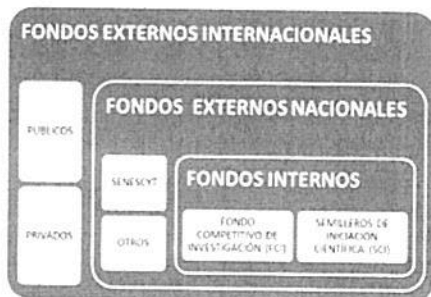 FONDOS EXTERNOS INTERNACIONALES
PUBLICOS
PRIVADOS
FONDOS EXTERNOS NACIONALES
SENESCYT
OTROS
FONDOS INTERNOS
FONDO
COMPETITIVO DE
INVESTIGACIÓN (FCI)
SEMILLEROS DE
INICIACIÓN
CIENTÍFICA (SCI)